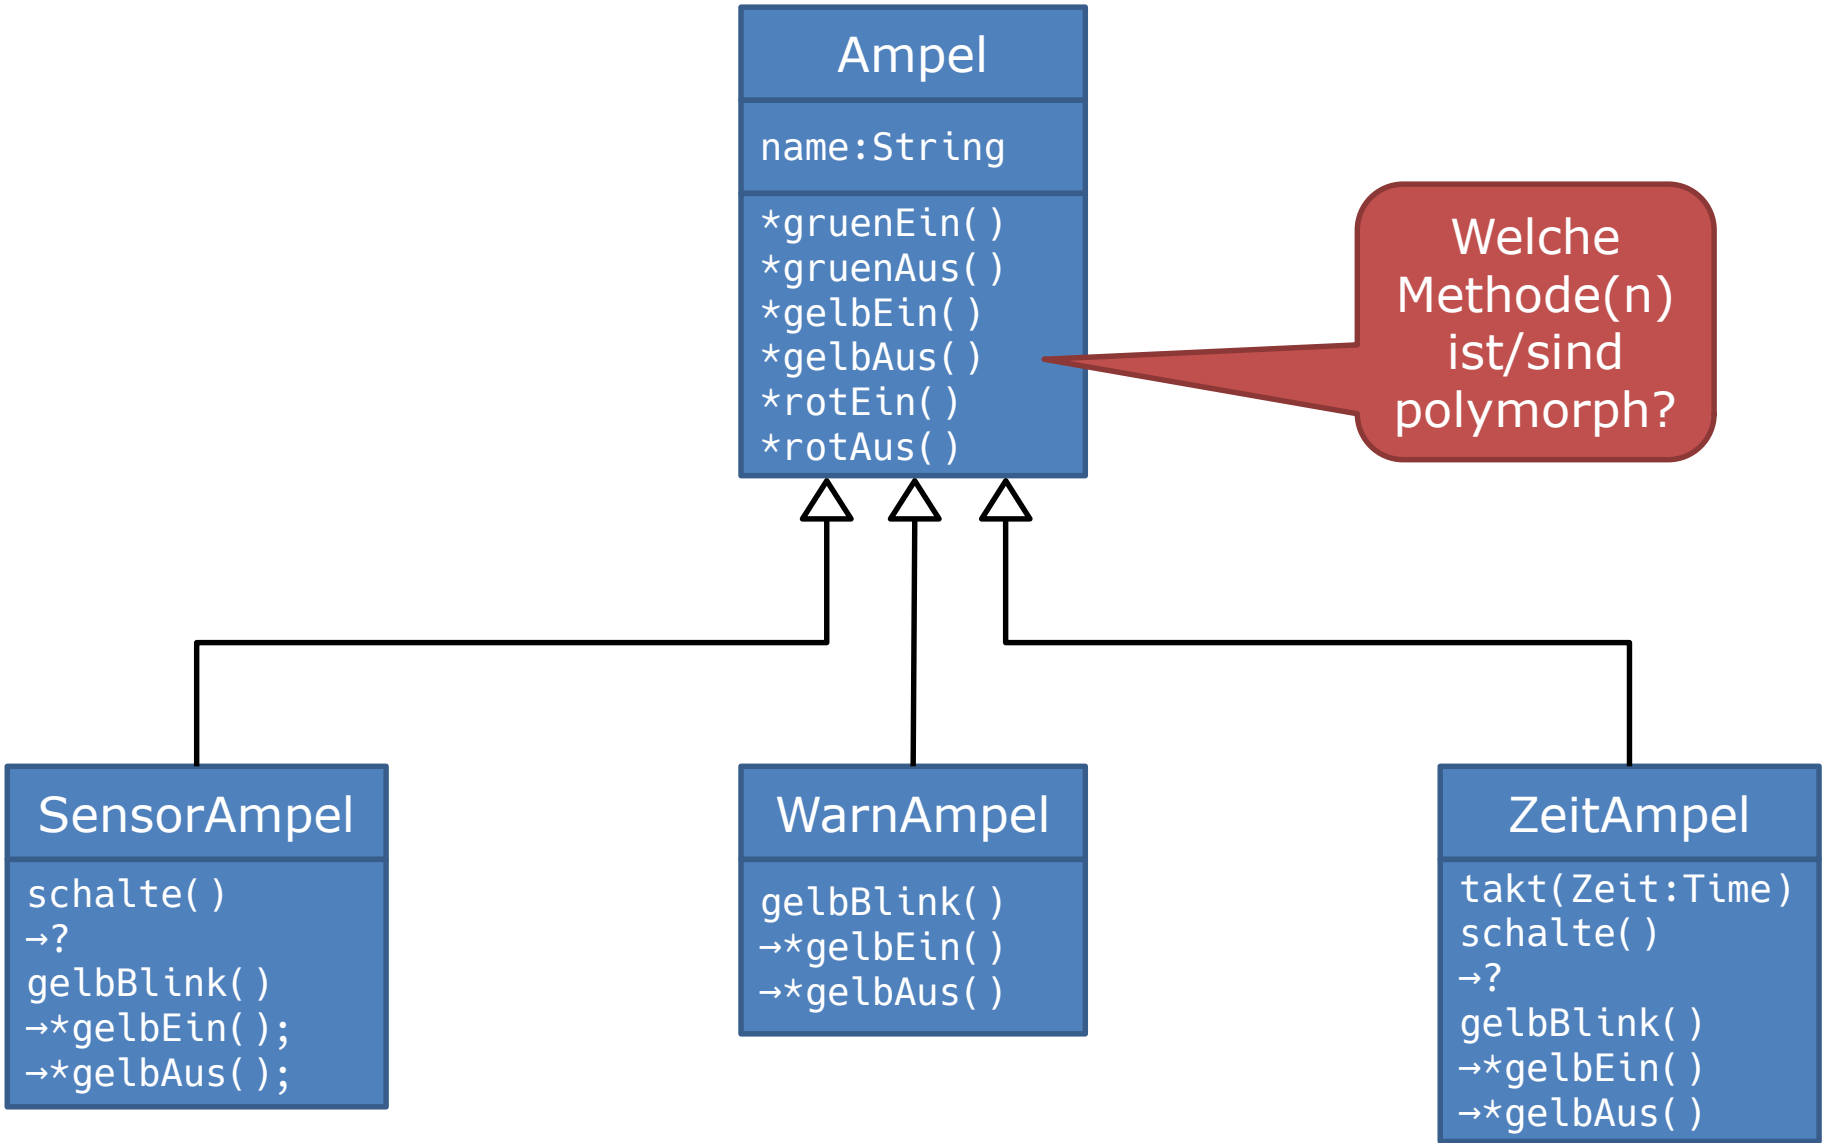 Ampel
name:String
*gruenEin()
*gruenAus()
*gelbEin()
*gelbAus()
*rotEin()
*rotAus()
Welche
Methode(n)
ist/sind
polymorph?
SensorAmpel
schalte()
→?
gelbBlink()
→*gelbEin();
→*gelbAus();
WarnAmpel
gelbBlink()
→*gelbEin()
→*gelbAus()
ZeitAmpel
takt(Zeit:Time)
schalte()
→?
gelbBlink()
→*gelbEin()
→*gelbAus()